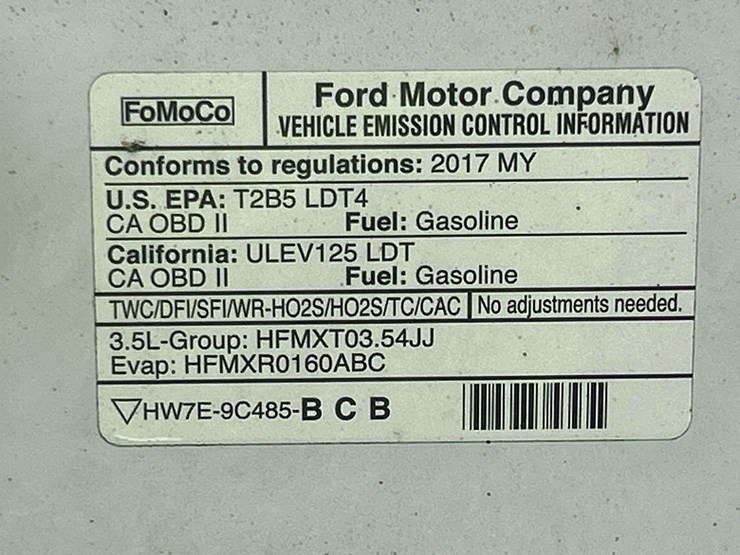 FoMoCo
Ford Motor Company
VEHICLE EMISSION CONTROL INFORMATION
Conforms to regulations: 2017 MY
U.S. EPA: T2B5 LDT4
CA OBD II Fuel: Gasoline
California: ULEV125 LDT
CA OBD II Fuel: Gasoline
TWC/DFI/SFI/WR-HO2S/HO2S/TC/CAC No adjustments needed.
3.5L-Group: HFMXT03.54JJ
Evap: HFMXR0160ABC
▽HW7E-9C485-B C B